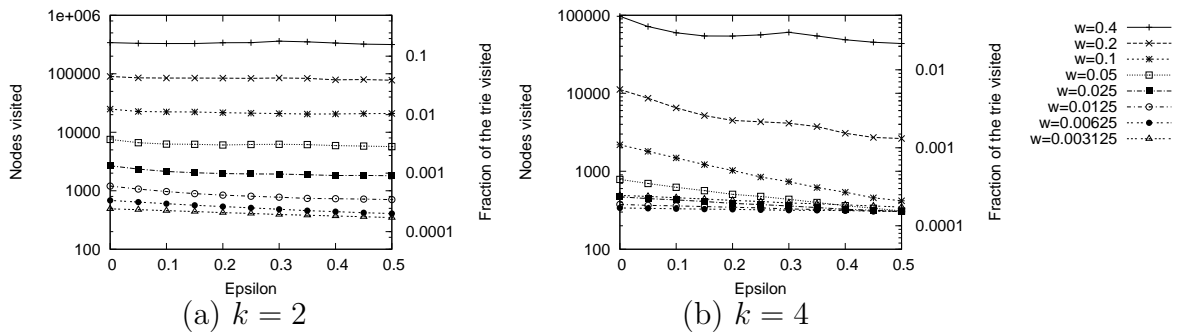 1e+006
100000
10000
1000
100
0.1
0.01
0.001
0.0001
0 0.1 0.2 0.3 0.4 0.5
Nodes visited
Fraction of the trie visited
Epsilon
(a) k = 2
100000
10000
1000
100
0.01
0.001
0.0001
0 0.1 0.2 0.3 0.4 0.5
Nodes visited
Fraction of the trie visited
Epsilon
(b) k = 4
w=0.4
w=0.2
w=0.1
w=0.05
w=0.025
w=0.0125
w=0.00625
w=0.003125